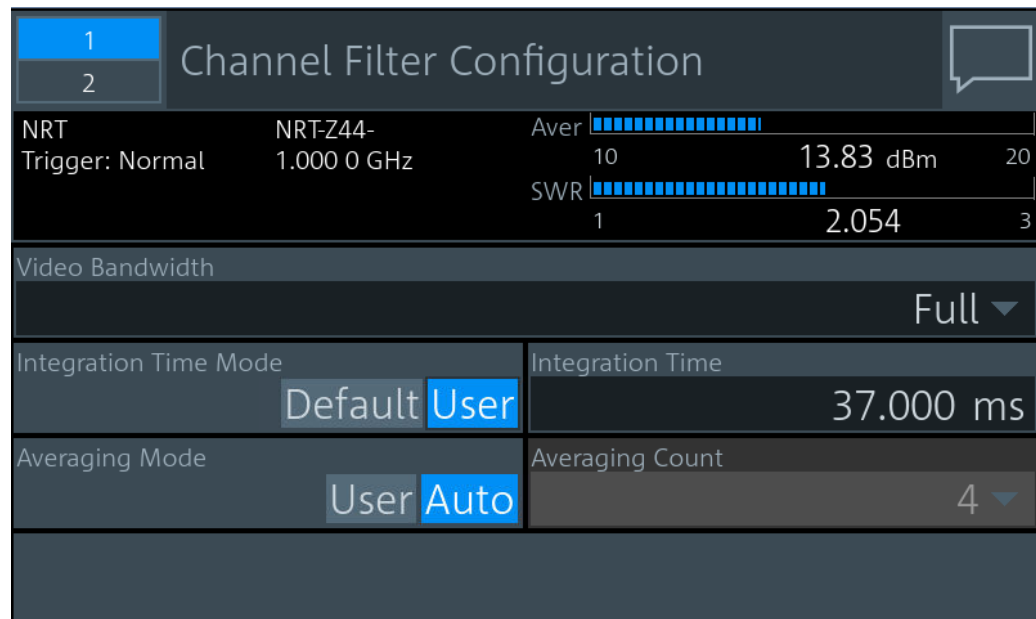 1
2
Channel Filter Configuration
NRT NRT-Z44- Aver
Trigger: Normal 1.000 0 GHz 10 13.83 dBm 20
SWR
1 2.054 3
Video Bandwidth
Full
Integration Time Mode Integration Time
Default User 37.000 ms
Averaging Mode Averaging Count
User Auto 4